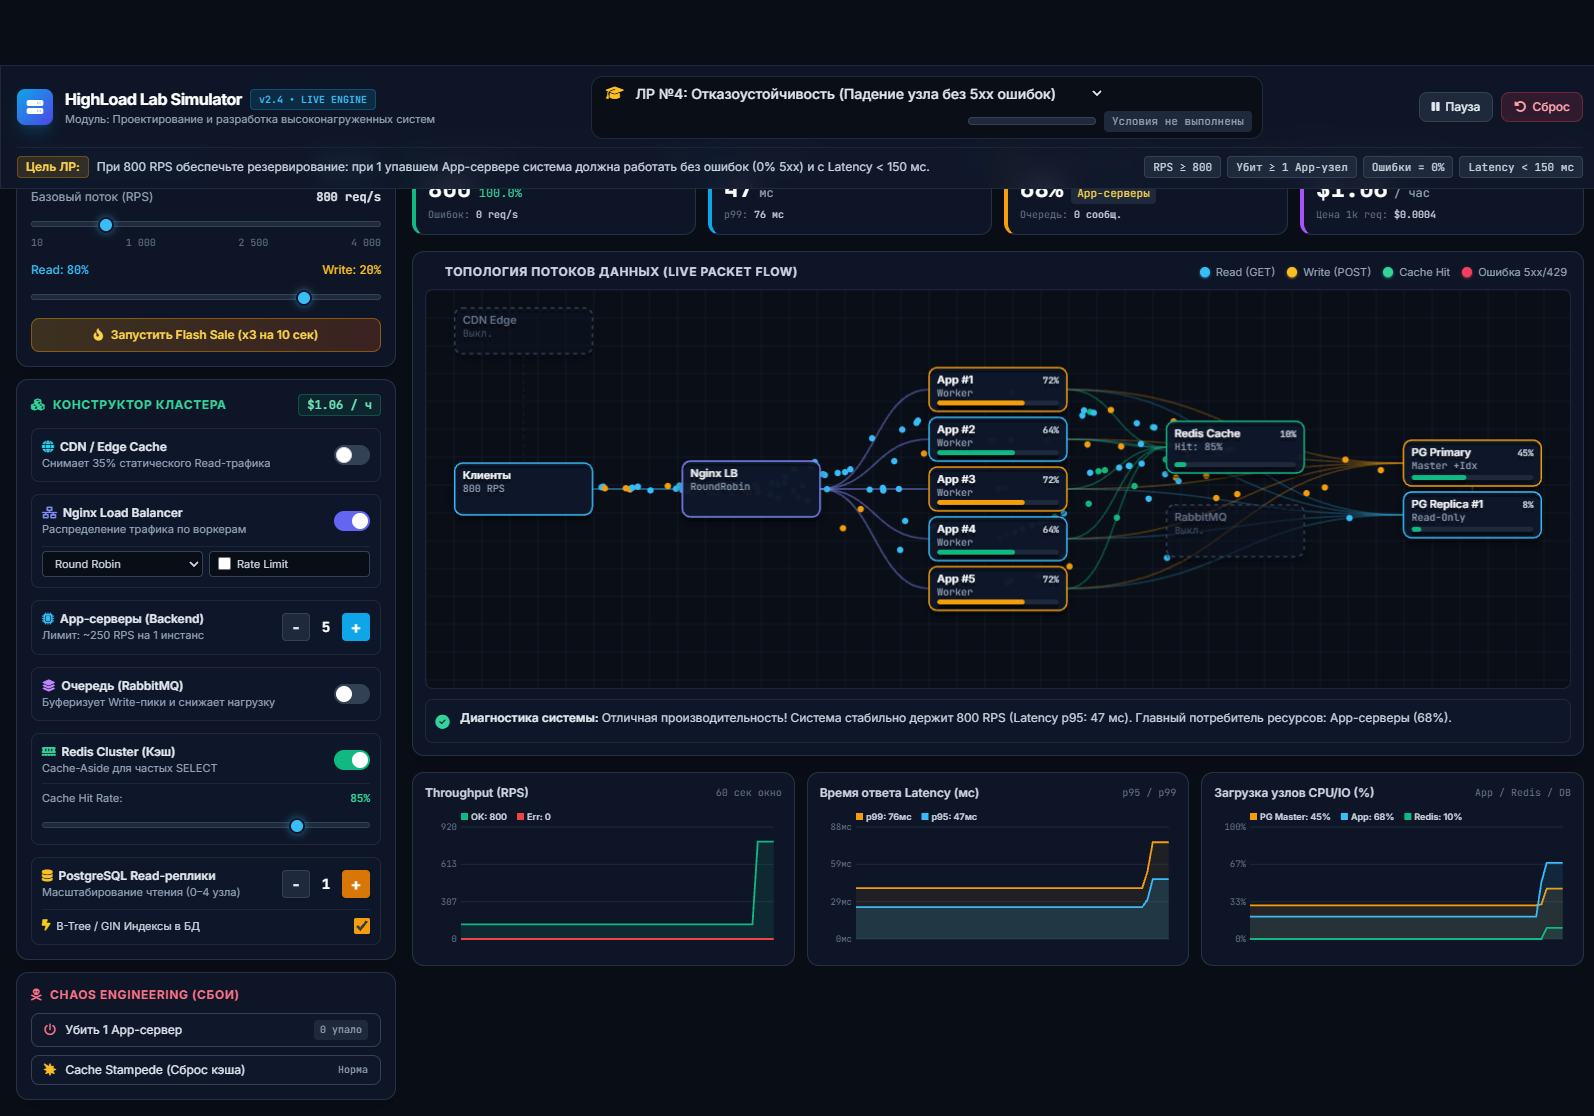 HighLoad Lab Simulator
v2.4 • LIVE ENGINE
Модуль: Проектирование и разработка высоконагруженных систем
ЛР №4: Отказоустойчивость (Падение узла без 5xx ошибок)
Условия не выполнены
Пауза
Сброс
Цель ЛР:
При 800 RPS обеспечьте резервирование: при 1 упавшем App-сервере система должна работать без ошибок (0% 5xx) и с Latency < 150 мс.
RPS ≥ 800
Убит ≥ 1 App-узел
Ошибки = 0%
Latency < 150 мс
Базовый поток (RPS)
800 req/s
10
1 000
2 500
4 000
Read: 80%
Write: 20%
Запустить Flash Sale (x3 на 10 сек)
800 100.0%
Ошибок: 0 req/s
47 мс
p99: 76 мс
68% App-серверы
Очередь: 0 сообщ.
$1.06 / час
Цена 1k req: $0.0004
КОНСТРУКТОР КЛАСТЕРА
$1.06 / ч
CDN / Edge Cache
Снимает 35% статического Read-трафика
Nginx Load Balancer
Распределение трафика по воркерам
Round Robin
Rate Limit
App-серверы (Backend)
Лимит: ~250 RPS на 1 инстанс
- 5 +
Очередь (RabbitMQ)
Буферизует Write-пики и снижает нагрузку
Redis Cluster (Кэш)
Cache-Aside для частых SELECT
Cache Hit Rate:
85%
PostgreSQL Read-реплики
Масштабирование чтения (0–4 узла)
- 1 +
B-Tree / GIN Индексы в БД
CHAOS ENGINEERING (СБОИ)
Убить 1 App-сервер
0 упало
Cache Stampede (Сброс кэша)
Норма
ТОПОЛОГИЯ ПОТОКОВ ДАННЫХ (LIVE PACKET FLOW)
Read (GET)
Write (POST)
Cache Hit
Ошибка 5xx/429
CDN Edge
Выкл.
Клиенты
800 RPS
Nginx LB
RoundRobin
App #1 72%
Worker
App #2 64%
Worker
App #3 72%
Worker
App #4 64%
Worker
App #5 72%
Worker
Redis Cache 10%
Hit: 85%
RabbitMQ
Выкл.
PG Primary 45%
Master +Idx
PG Replica #1 8%
Read-Only
Диагностика системы: Отличная производительность! Система стабильно держит 800 RPS (Latency p95: 47 мс). Главный потребитель ресурсов: App-серверы (68%).
Throughput (RPS)
60 сек окно
OK: 800
Err: 0
920
613
307
0
Время ответа Latency (мс)
p95 / p99
p99: 76мс
p95: 47мс
88мс
59мс
29мс
0мс
Загрузка узлов CPU/IO (%)
App / Redis / DB
PG Master: 45%
App: 68%
Redis: 10%
100%
67%
33%
0%